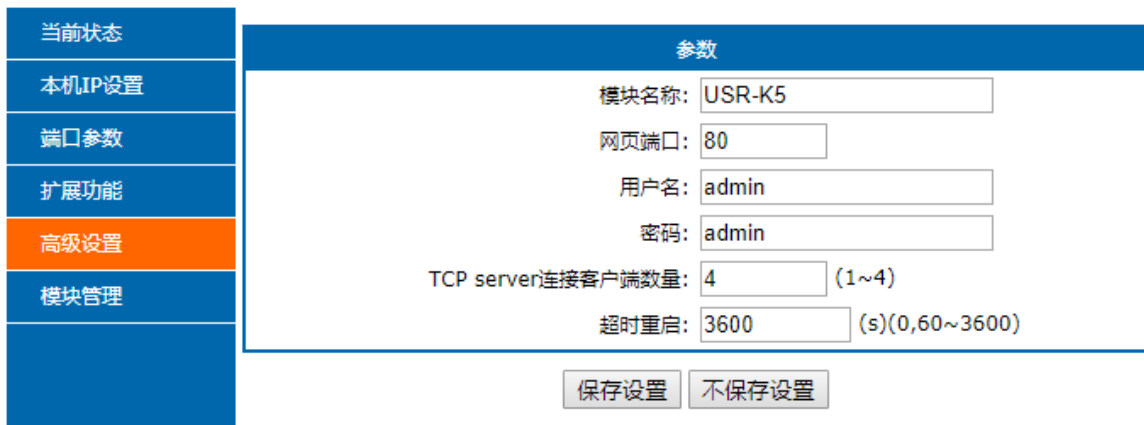 当前状态
本机IP设置
端口参数
扩展功能
高级设置
模块管理
参数
模块名称: USR-K5
网页端口: 80
用户名: admin
密码: admin
TCP server连接客户端数量: 4 (1~4)
超时重启: 3600 (s)(0,60~3600)
保存设置 不保存设置